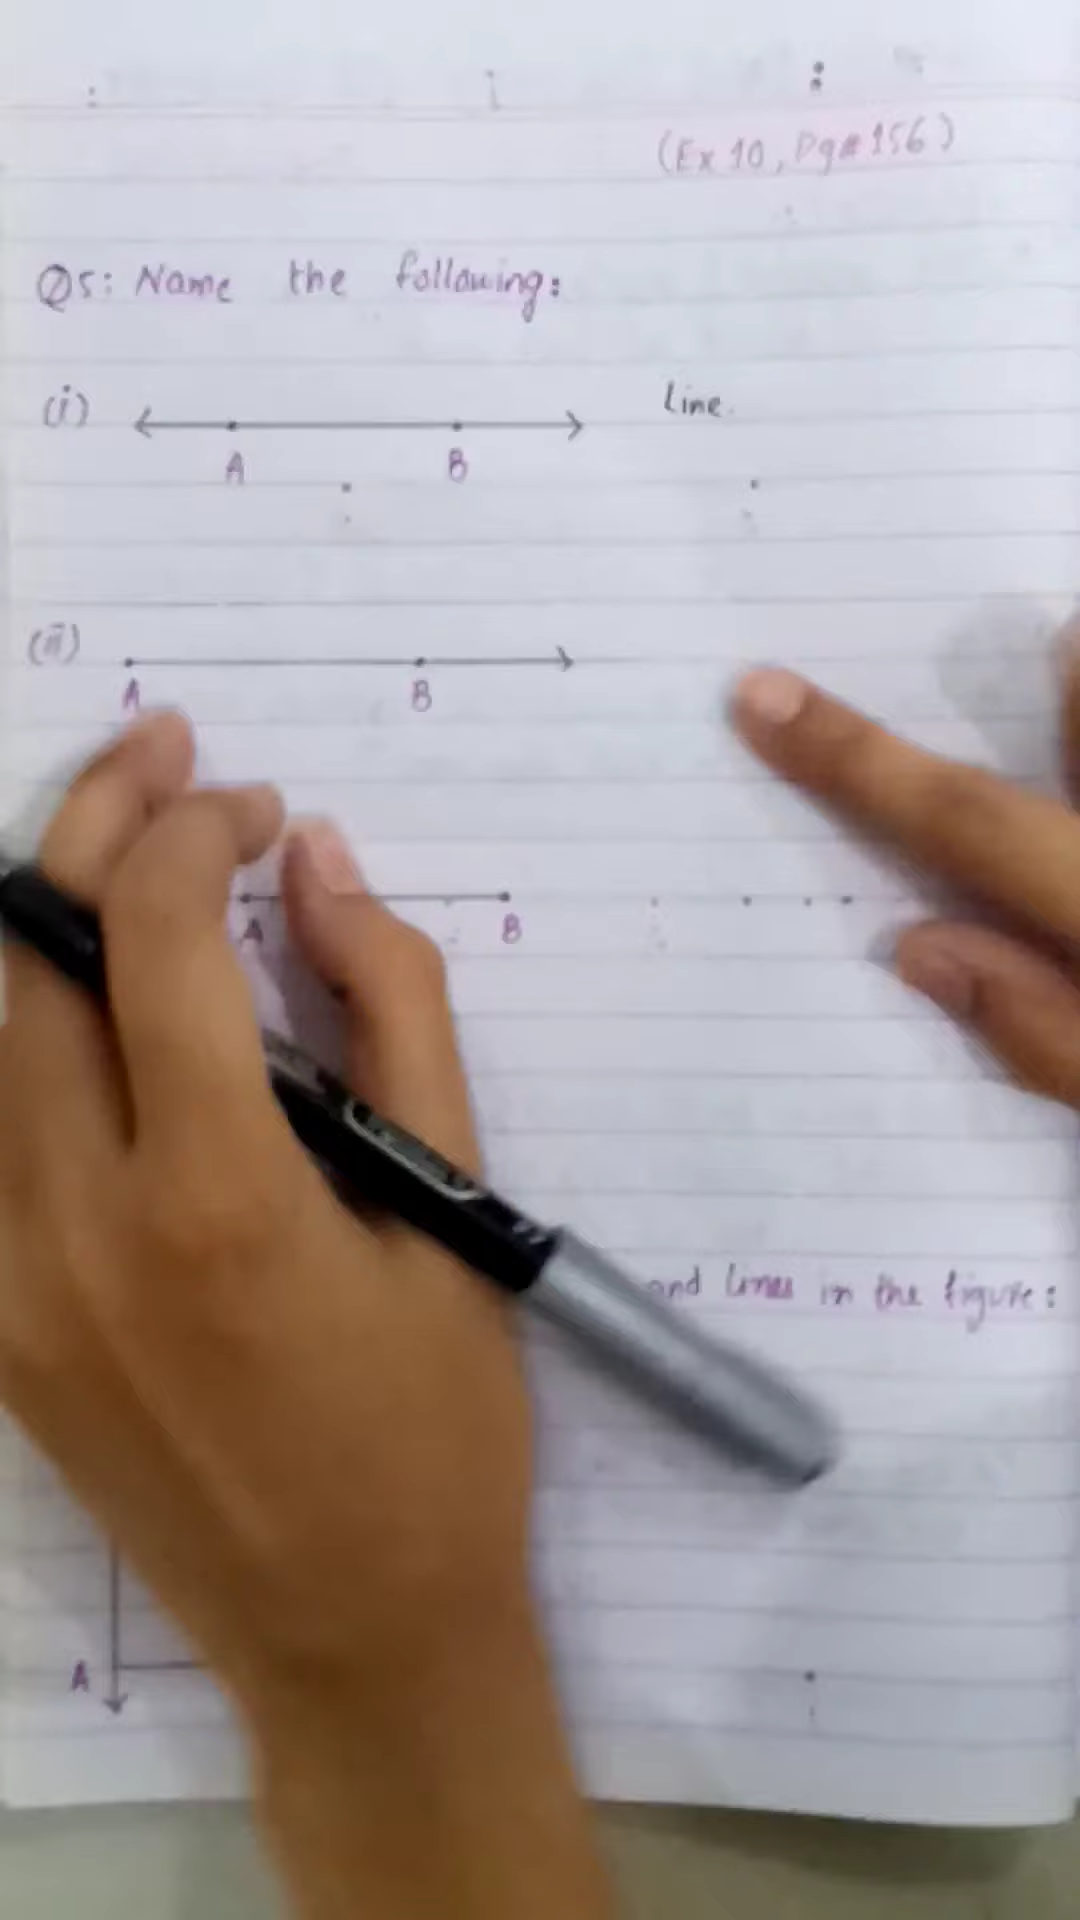 (Ex 10, Pg# 156)
Q5: Name the following:
(i)
Line.
A B
(ii)
A B
A B
and lines in the figure:
A